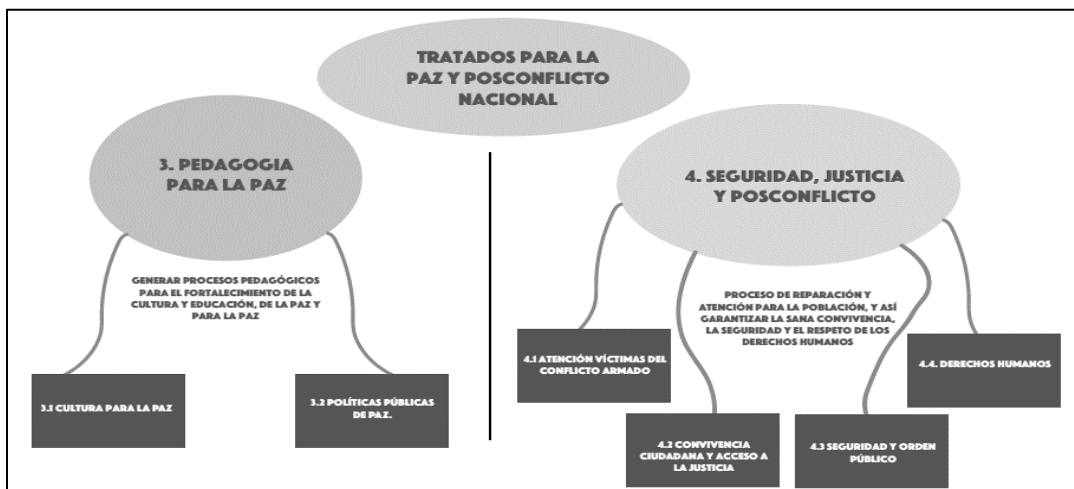 TRATADOS PARA LA
PAZ Y POSCONFLICTO
NACIONAL
3. PEDAGOGIA
PARA LA PAZ
GENERAR PROCESOS PEDAGÓGICOS
PARA EL FORTALECIMIENTO DE LA
CULTURA Y EDUCACIÓN, DE LA PAZ Y
PARA LA PAZ
3.1 CULTURA PARA LA PAZ
3.2 POLÍTICAS PÚBLICAS
DE PAZ.
4. SEGURIDAD, JUSTICIA
Y POSCONFLICTO
PROCESO DE REPARACIÓN Y
ATENCIÓN PARA LA POBLACIÓN, Y ASÍ
GARANTIZAR LA SANA CONVIVENCIA,
LA SEGURIDAD Y EL RESPETO DE LOS
DERECHOS HUMANOS
4.1 ATENCIÓN VÍCTIMAS DEL
CONFLICTO ARMADO
4.2 CONVIVENCIA
CIUDADANA Y ACCESO A
LA JUSTICIA
4.3 SEGURIDAD Y ORDEN
PÚBLICO
4.4. DERECHOS HUMANOS